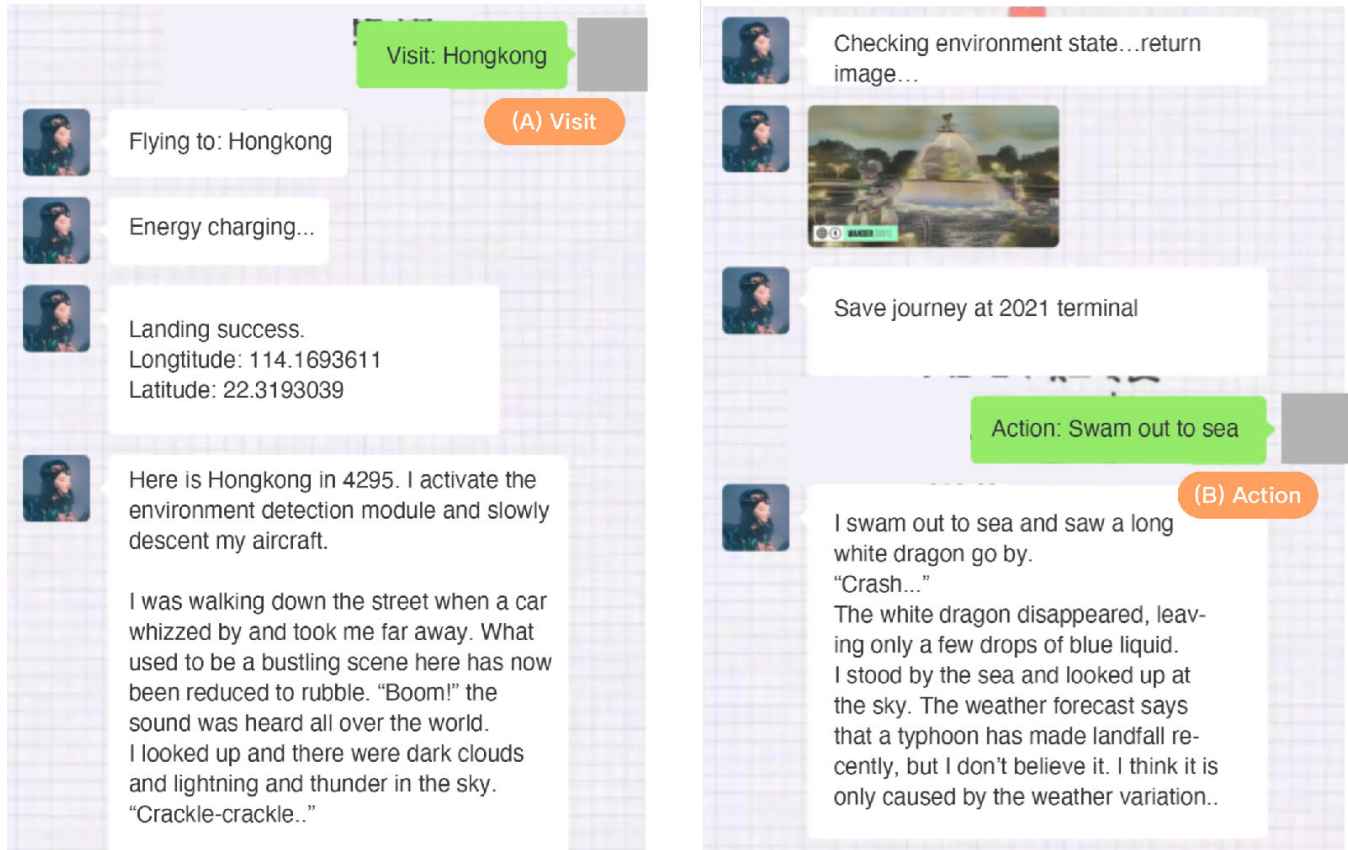 Visit: Hongkong
(A) Visit
Flying to: Hongkong
Energy charging...
Landing success.
Longtitude: 114.1693611
Latitude: 22.3193039
Here is Hongkong in 4295. I activate the
environment detection module and slowly
descent my aircraft.
I was walking down the street when a car
whizzed by and took me far away. What
used to be a bustling scene here has now
been reduced to rubble. “Boom!” the
sound was heard all over the world.
I looked up and there were dark clouds
and lightning and thunder in the sky.
“Crackle-crackle..”
Checking environment state...return
image...
WANDER
Save journey at 2021 terminal
Action: Swam out to sea
(B) Action
I swam out to sea and saw a long
white dragon go by.
“Crash...”
The white dragon disappeared, leav-
ing only a few drops of blue liquid.
I stood by the sea and looked up at
the sky. The weather forecast says
that a typhoon has made landfall re-
cently, but I don’t believe it. I think it is
only caused by the weather variation..